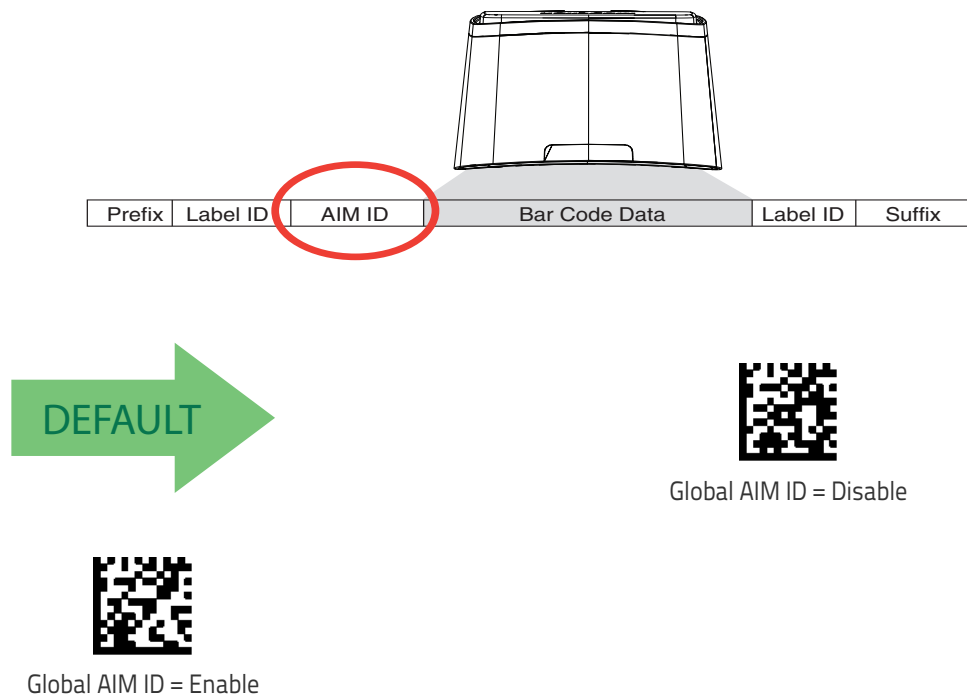 Prefix Label ID AIM ID Bar Code Data Label ID Suffix
DEFAULT
Global AIM ID = Disable
Global AIM ID = Enable